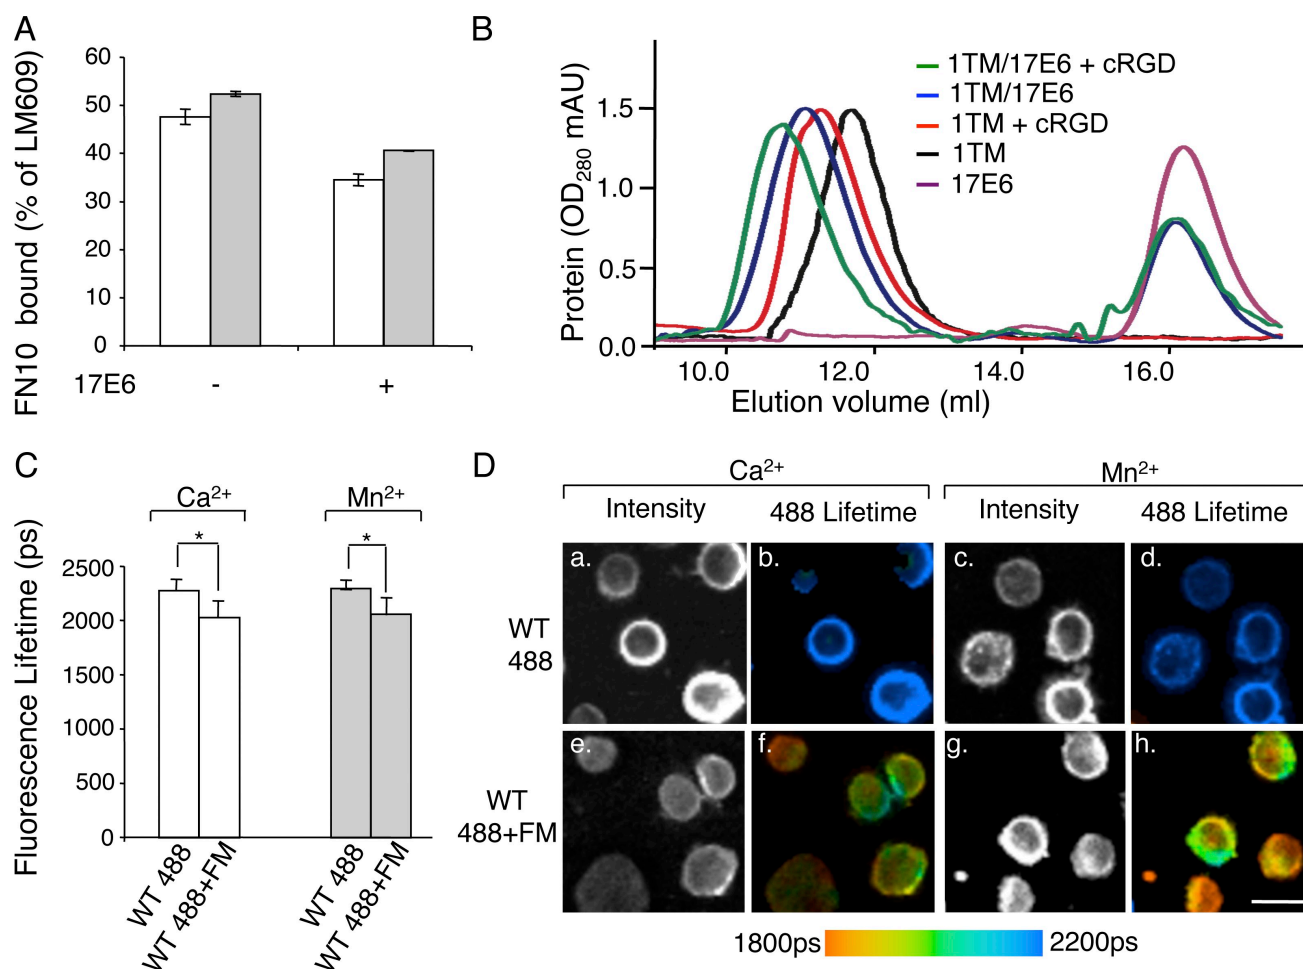 A
FN10 bound (% of LM609)
60
50
40
30
20
10
0
17E6 - +
B
Protein (OD280 mAU)
1.5
1.0
0.5
0.0
10.0 12.0 14.0 16.0
Elution volume (ml)
1TM/17E6 + cRGD
1TM/17E6
1TM + cRGD
1TM
17E6
C
Fluorescence Lifetime (ps)
Ca2+ Mn2+
* *
2500
2000
1500
1000
500
0
WT 488
WT 488+FM
WT 488
WT 488+FM
D
Ca2+ Mn2+
Intensity 488 Lifetime Intensity 488 Lifetime
WT
488
a. b. c. d.
WT
488+FM
e. f. g. h.
1800ps 2200ps